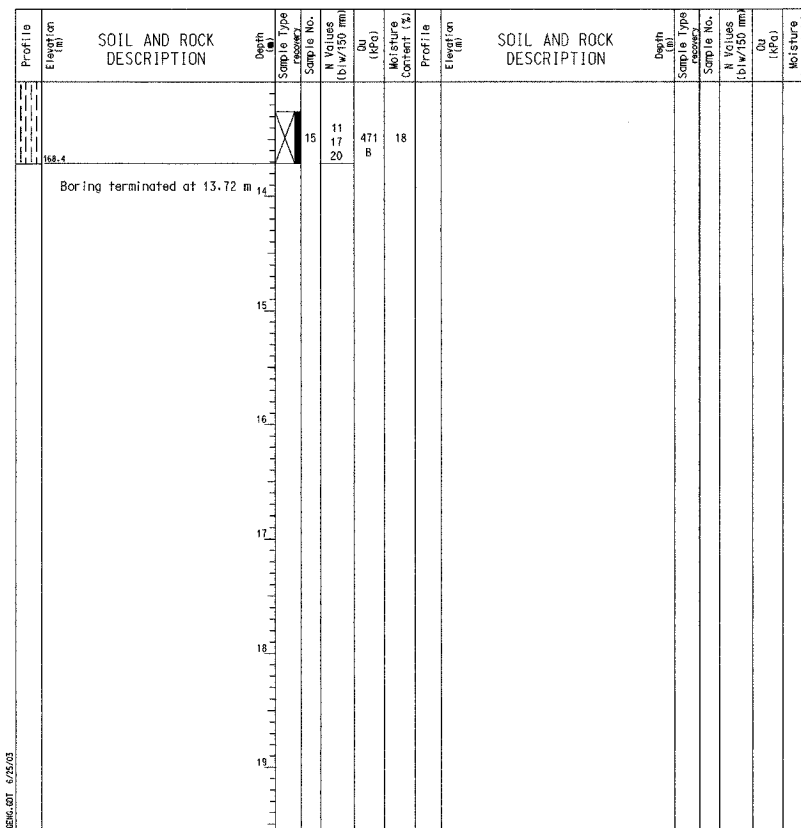 Profile
Elevation (m)
SOIL AND ROCK
DESCRIPTION
Depth (m)
Sample Type
recovery
Sample No.
N Values
(blw/150 mm)
Qu
(kPa)
Moisture
Content (%)
Profile
Elevation (m)
SOIL AND ROCK
DESCRIPTION
Depth (m)
Sample Type
recovery
Sample No.
N Values
(blw/150 mm)
Qu
(kPa)
Moisture
15
11
17
20
471
B
18
168.4
Boring terminated at 13.72 m
14
15
16
17
18
19
6/25/03